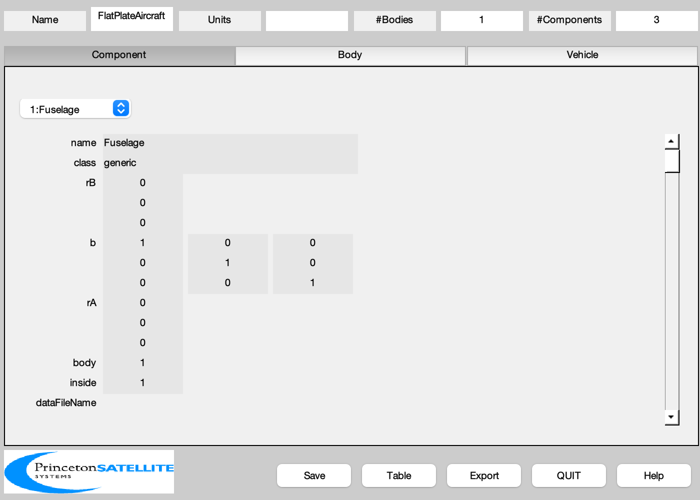 Name FlatPlateAircraft Units #Bodies 1 #Components 3
Component Body Vehicle
1:Fuselage
name Fuselage
class generic
rB 0
0
0
b 1 0 0
0 1 0
0 0 1
rA 0
0
0
body 1
inside 1
dataFileName
PrincetonSATELLITE
SYSTEMS
Save Table Export QUIT Help